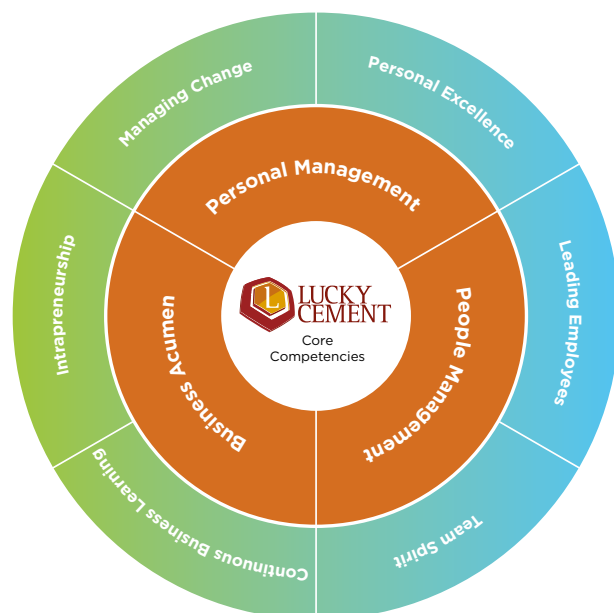 Managing Change
Personal Excellence
Leading Employees
Team Spirit
Continuous Business Learning
Intrapreneurship
Personal Management
People Management
Business Acumen
L
LUCKY
CEMENT
Core
Competencies